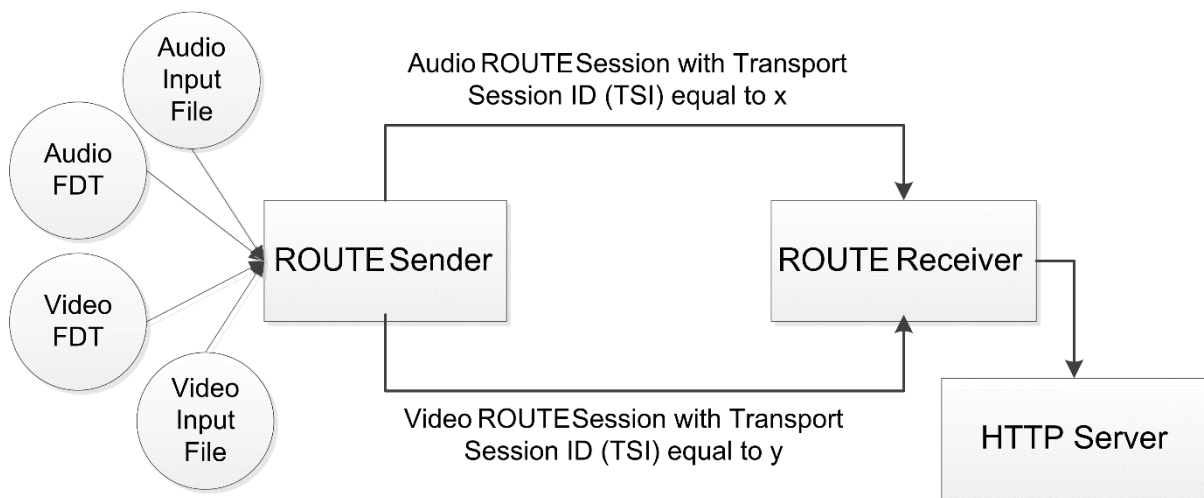 Audio
Input
File
Audio
FDT
Video
FDT
Video
Input
File
ROUTE Sender
Audio ROUTE Session with Transport
Session ID (TSI) equal to x
Video ROUTE Session with Transport
Session ID (TSI) equal to y
ROUTE Receiver
HTTP Server